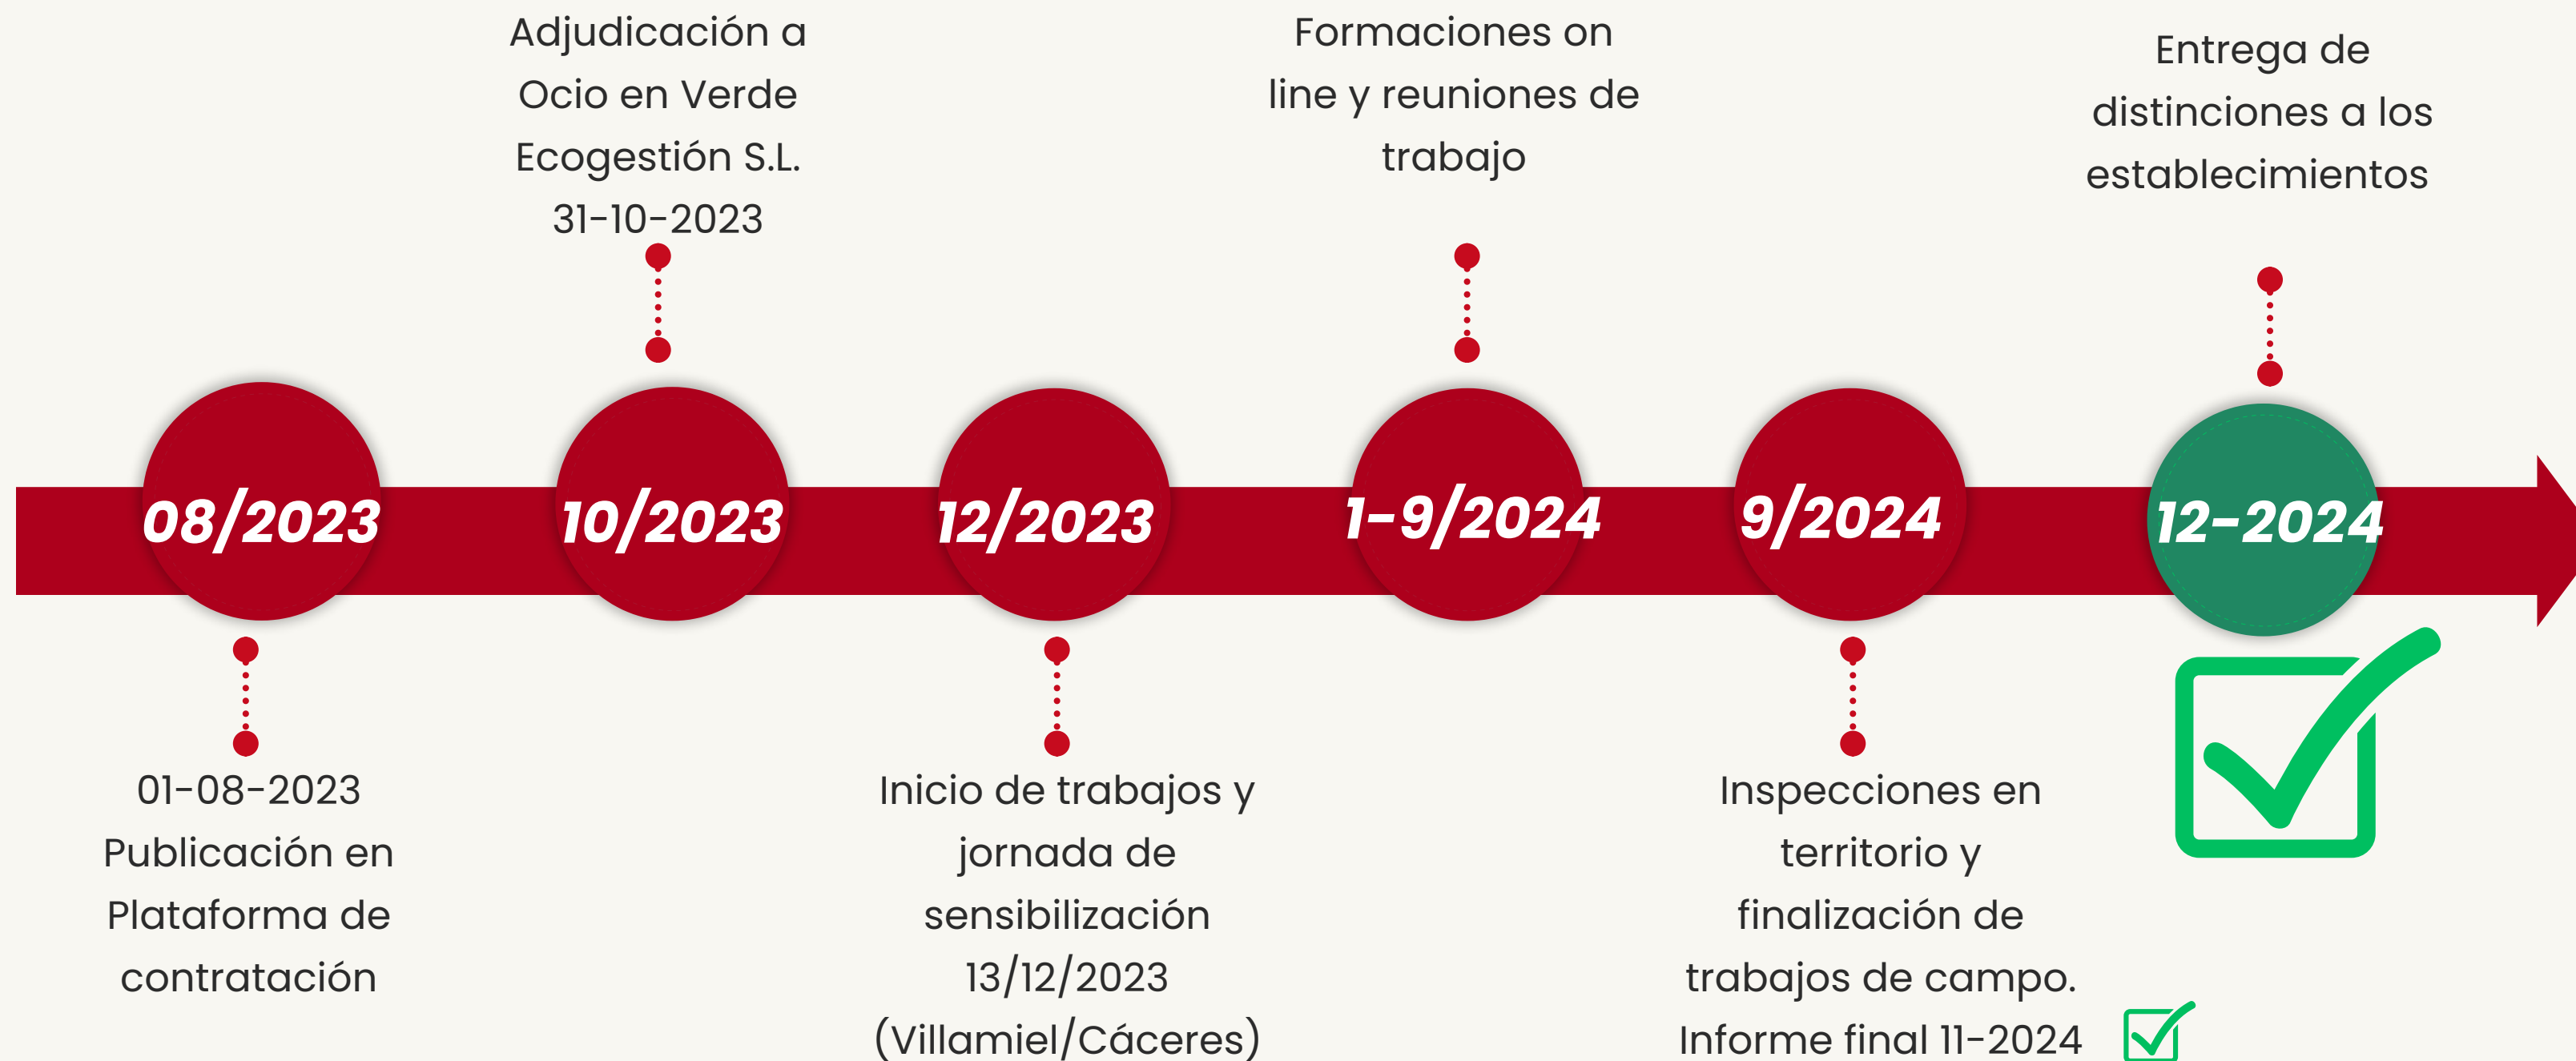 Adjudicación a
Ocio en Verde
Ecogestión S.L.
31-10-2023
Formaciones on
line y reuniones de
trabajo
Entrega de
distinciones a los
establecimientos
08/2023
10/2023
12/2023
1-9/2024
9/2024
12-2024
01-08-2023
Publicación en
Plataforma de
contratación
Inicio de trabajos y
jornada de
sensibilización
13/12/2023
(Villamiel/Cáceres)
Inspecciones en
territorio y
finalización de
trabajos de campo.
Informe final 11-2024